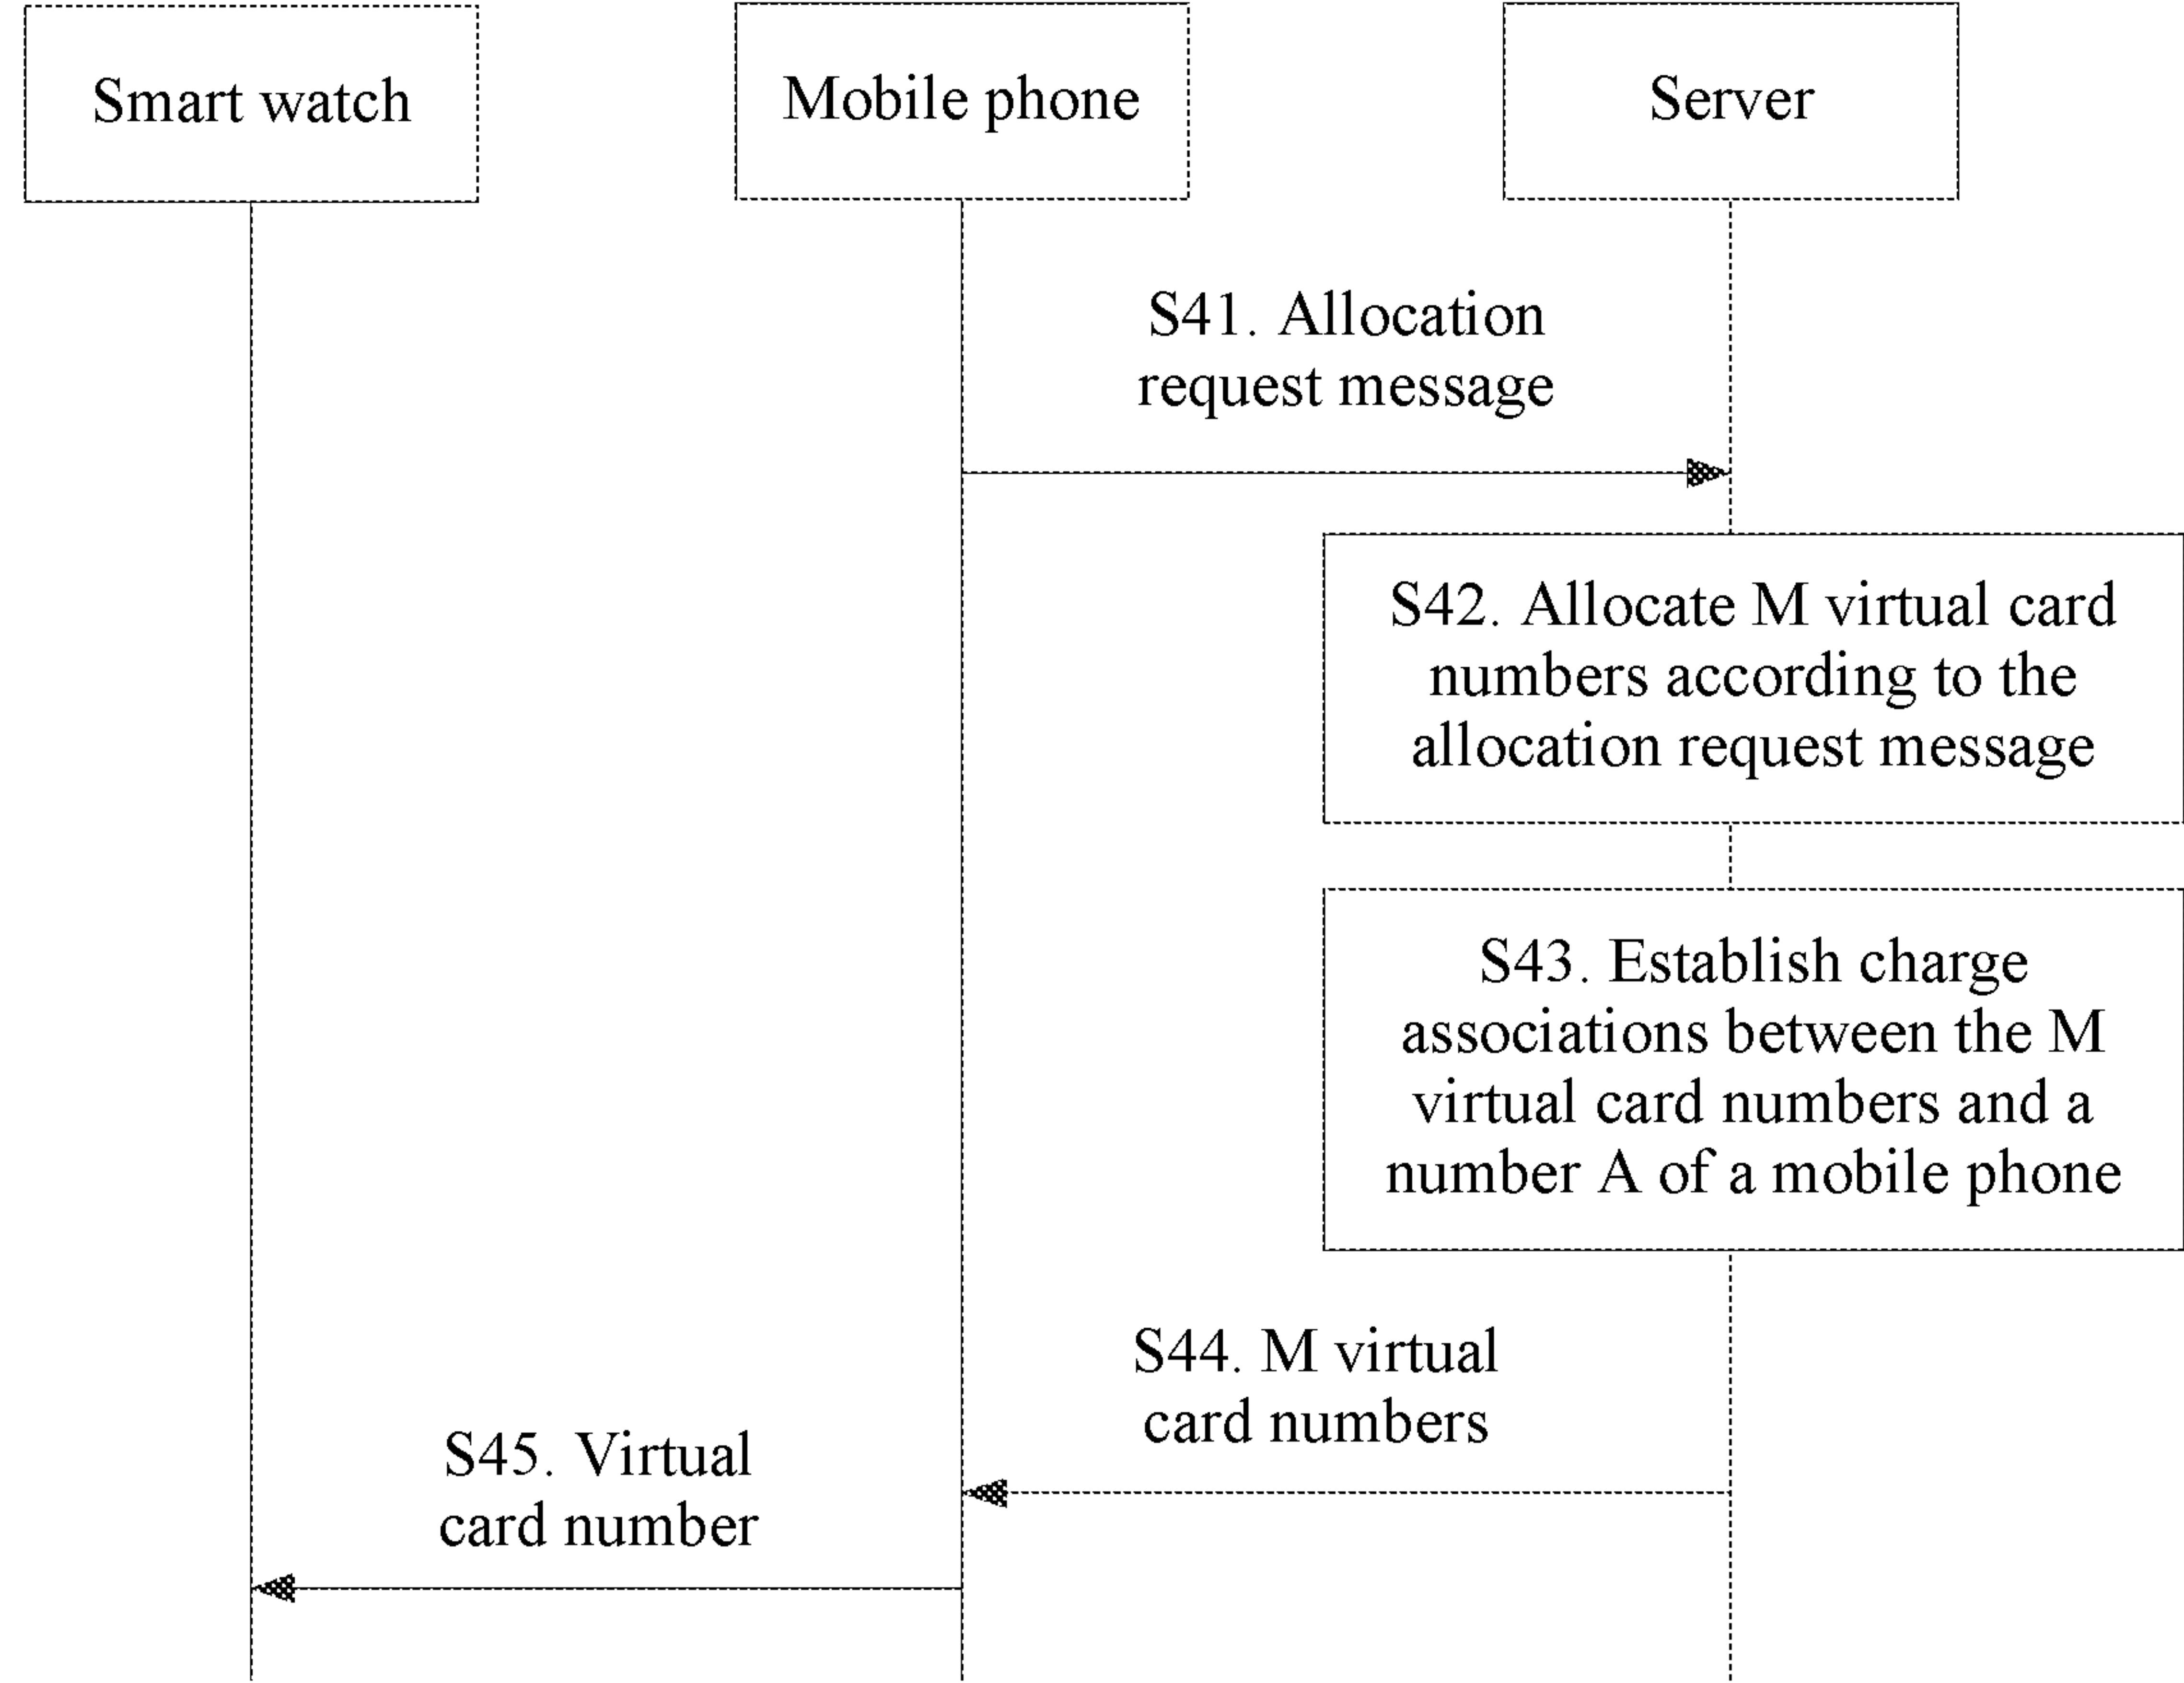 Smart watch
Mobile phone
Server
S41. Allocation
request message
S42. Allocate M virtual card
numbers according to the
allocation request message
S43. Establish charge
associations between the M
virtual card numbers and a
number A of a mobile phone
S44. M virtual
card numbers
S45. Virtual
card number